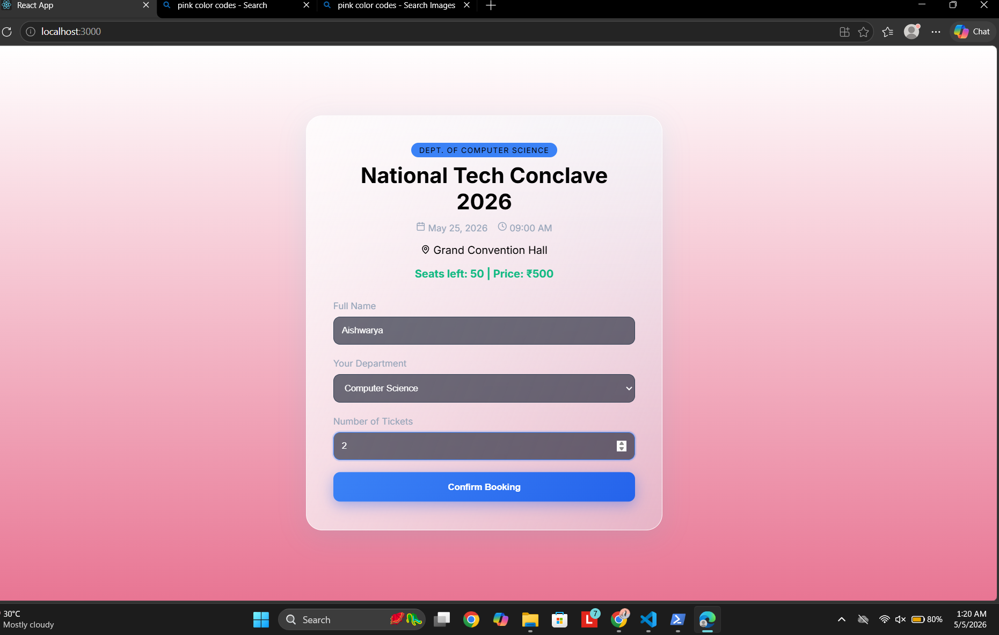 React App
pink color codes - Search
pink color codes - Search Images
localhost:3000
Chat
DEPT. OF COMPUTER SCIENCE
National Tech Conclave
2026
May 25, 2026 09:00 AM
Grand Convention Hall
Seats left: 50 | Price: ₹500
Full Name
Aishwarya
Your Department
Computer Science
Number of Tickets
2
Confirm Booking
30°C
Mostly cloudy
Search
L
7
80%
1:20 AM
5/5/2026